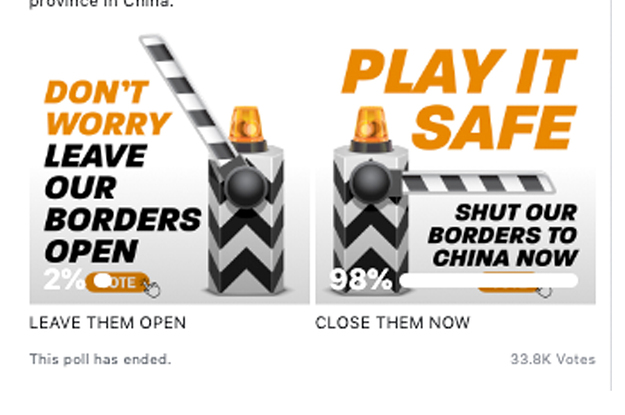 province in China.
DON'T
WORRY
LEAVE
OUR
BORDERS
OPEN
2%
OTE
PLAY IT
SAFE
SHUT OUR
BORDERS TO
CHINA NOW
98%
LEAVE THEM OPEN
CLOSE THEM NOW
This poll has ended.
33.8K Votes